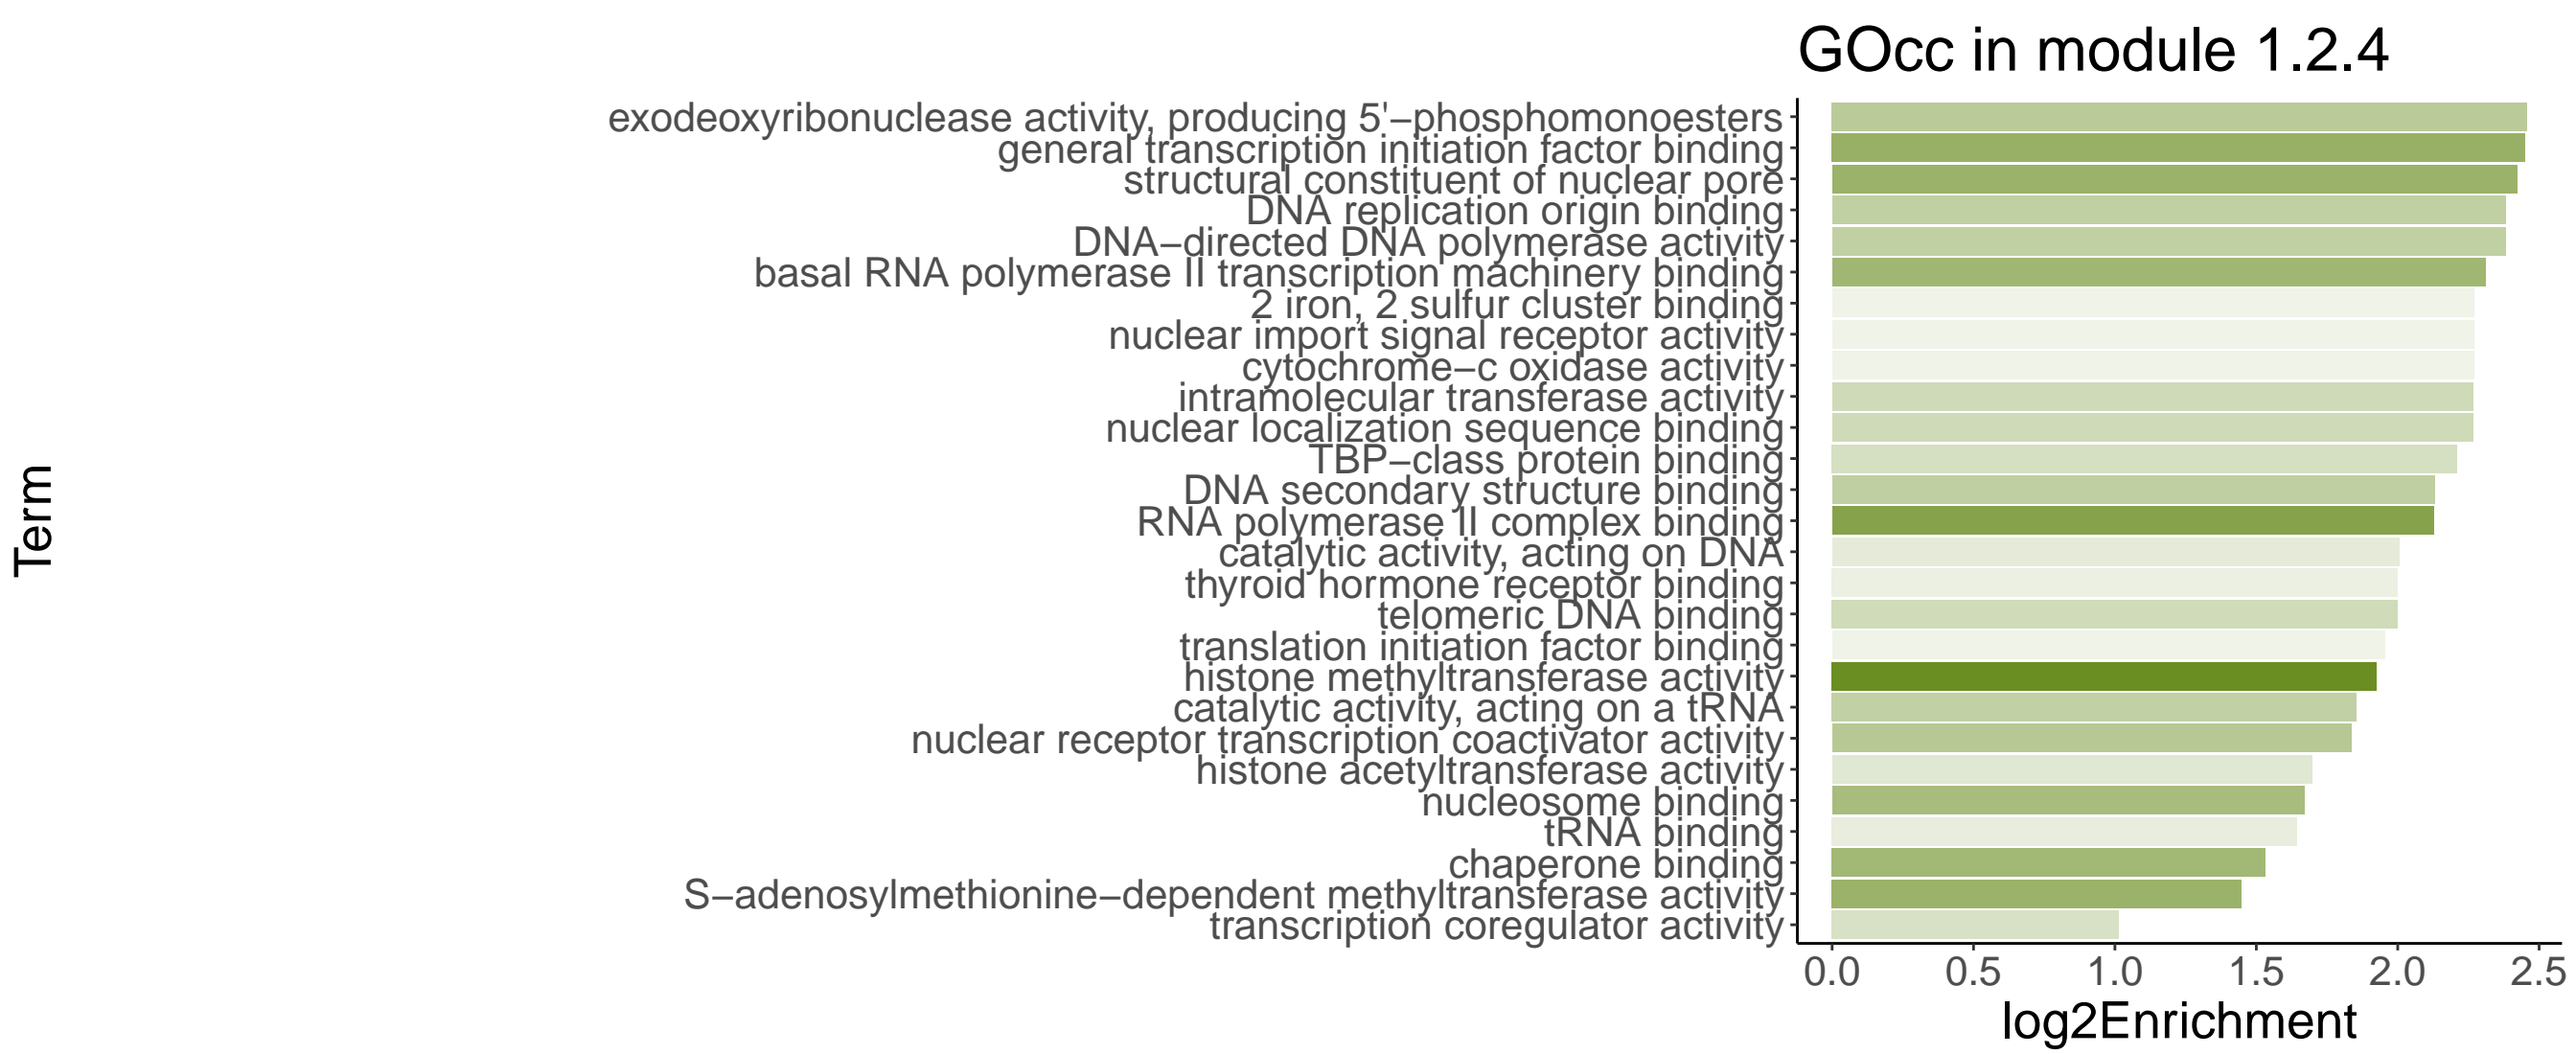 GOcc in module 1.2.4
exodeoxyribonuclease activity, producing 5'−phosphomonoesters
general transcription initiation factor binding
structural constituent of nuclear pore
DNA replication origin binding
DNA−directed DNA polymerase activity
basal RNA polymerase II transcription machinery binding
2 iron, 2 sulfur cluster binding
nuclear import signal receptor activity
cytochrome−c oxidase activity
intramolecular transferase activity
nuclear localization sequence binding
TBP−class protein binding
DNA secondary structure binding
RNA polymerase II complex binding
catalytic activity, acting on DNA
thyroid hormone receptor binding
telomeric DNA binding
translation initiation factor binding
histone methyltransferase activity
catalytic activity, acting on a tRNA
nuclear receptor transcription coactivator activity
histone acetyltransferase activity
nucleosome binding
tRNA binding
chaperone binding
S−adenosylmethionine−dependent methyltransferase activity
transcription coregulator activity
Term
0.0 0.5 1.0 1.5 2.0 2.5
log2Enrichment